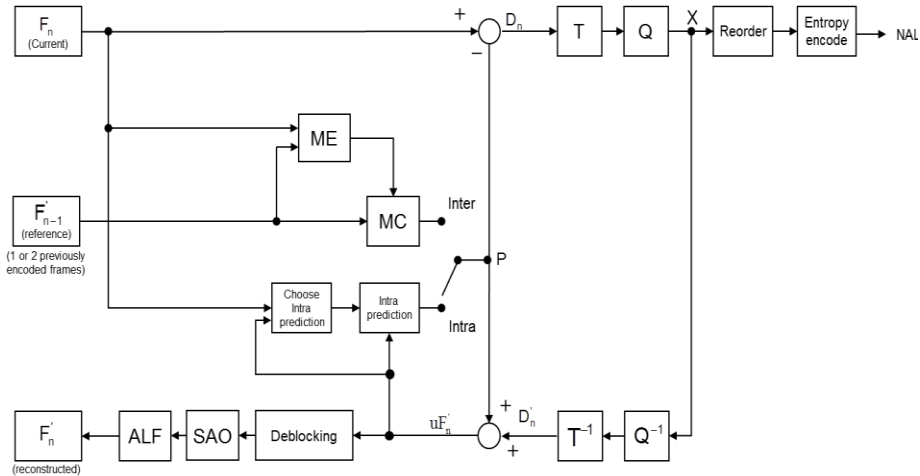 Fn
(Current)
+
Dn
T
Q
X
Reorder
Entropy
encode
NAL
−
ME
F'n−1
(reference)
(1 or 2 previously
encoded frames)
MC
Inter
P
Choose
Intra
prediction
Intra
prediction
Intra
F'n
(reconstructed)
ALF
SAO
Deblocking
uF'n
+
+
D'n
T−1
Q−1